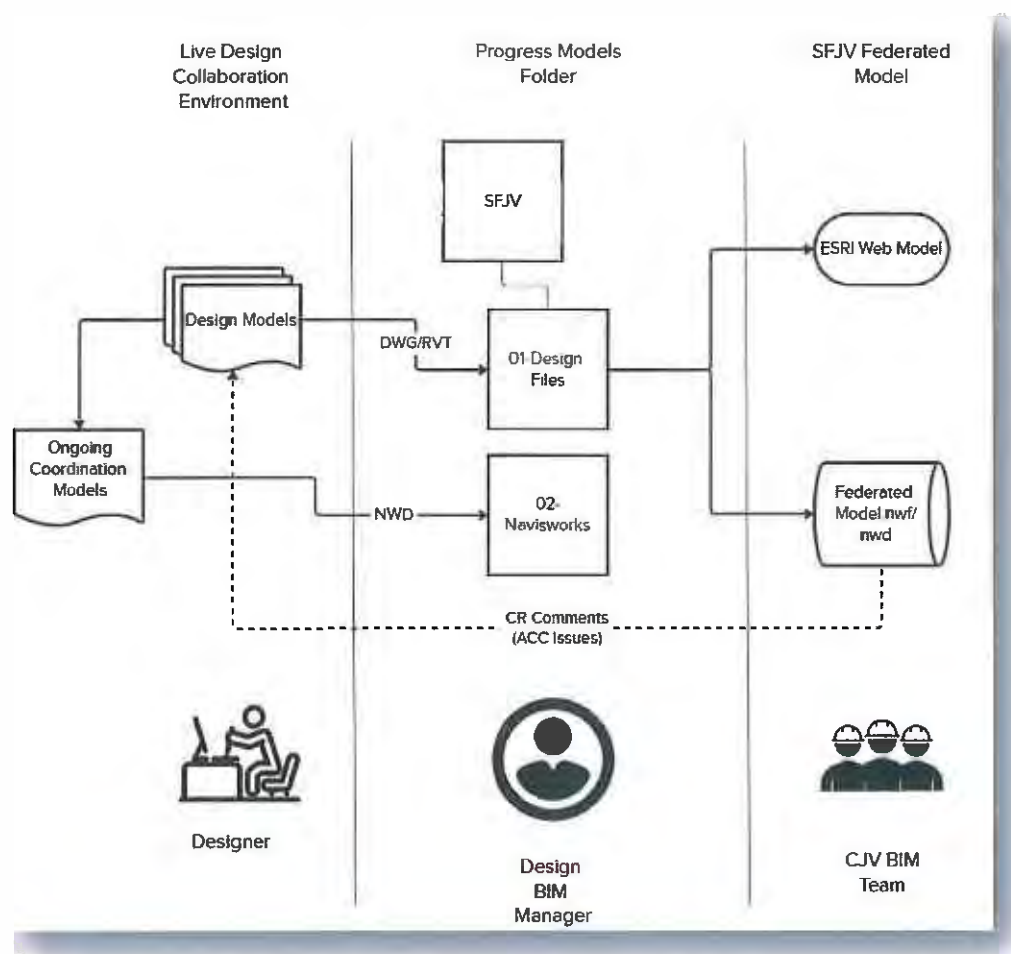 Live Design
Collaboration
Environment
Progress Models
Folder
SFJV Federated
Model
SFJV
ESRI Web Model
Design Models
DWG/RVT
01-Design
Files
Ongoing
Coordination
Models
NWD
02-
Navisworks
Federated
Model nwf/
nwd
CR Comments
(ACC Issues)
Designer
Design
BIM
Manager
CJV BIM
Team